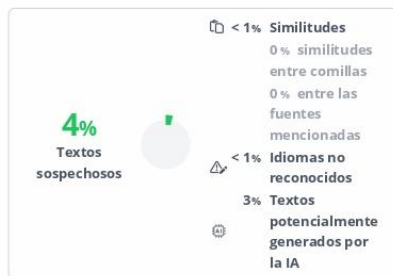 4%
Textos
sospechosos
< 1% Similitudes
0 % similitudes
entre comillas
0 % entre las
fuentes
mencionadas
< 1% Idiomas no
reconocidos
3% Textos
potencialmente
generados por
la IA